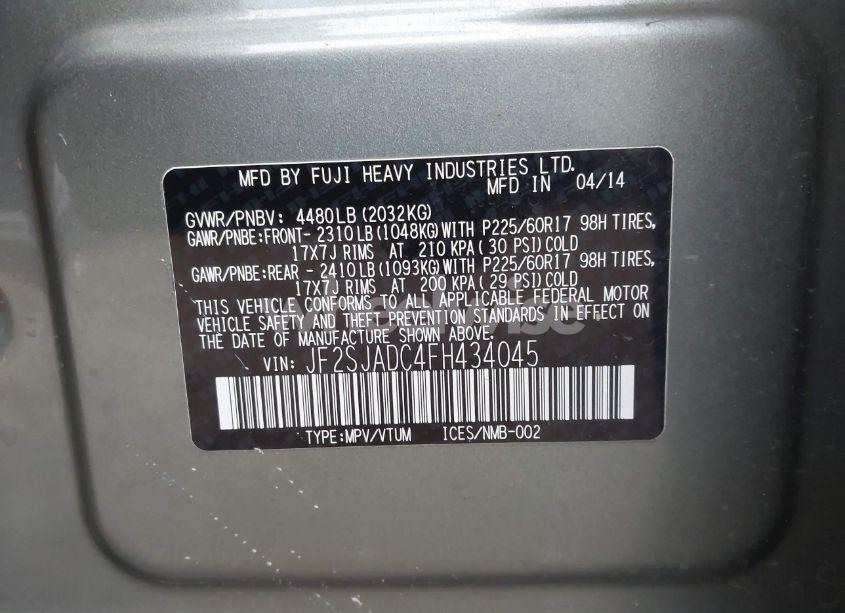 MFD BY FUJI HEAVY INDUSTRIES LTD.
MFD IN 04/14
GVWR/PNBV: 4480LB(2032KG)
GAWR/PNBE:FRONT- 2310LB(1048KG)WITH P225/60R17 98H TIRES,
17X7J RIMS AT 210 KPA( 30 PSI)COLD
GAWR/PNBE:REAR - 2410LB(1093KG)WITH P225/60R17 98H TIRES,
17X7J RIMS AT 200 KPA( 29 PSI)COLD
THIS VEHICLE CONFORMS TO ALL APPLICABLE FEDERAL MOTOR
VEHICLE SAFETY AND THEFT PREVENTION STANDARDS IN EFFECT ON
THE DATE OF MANUFACTURE SHOWN ABOVE.
VIN: JF2SJADC4FH434045
TYPE:MPV/VTUM ICES/NMB-002